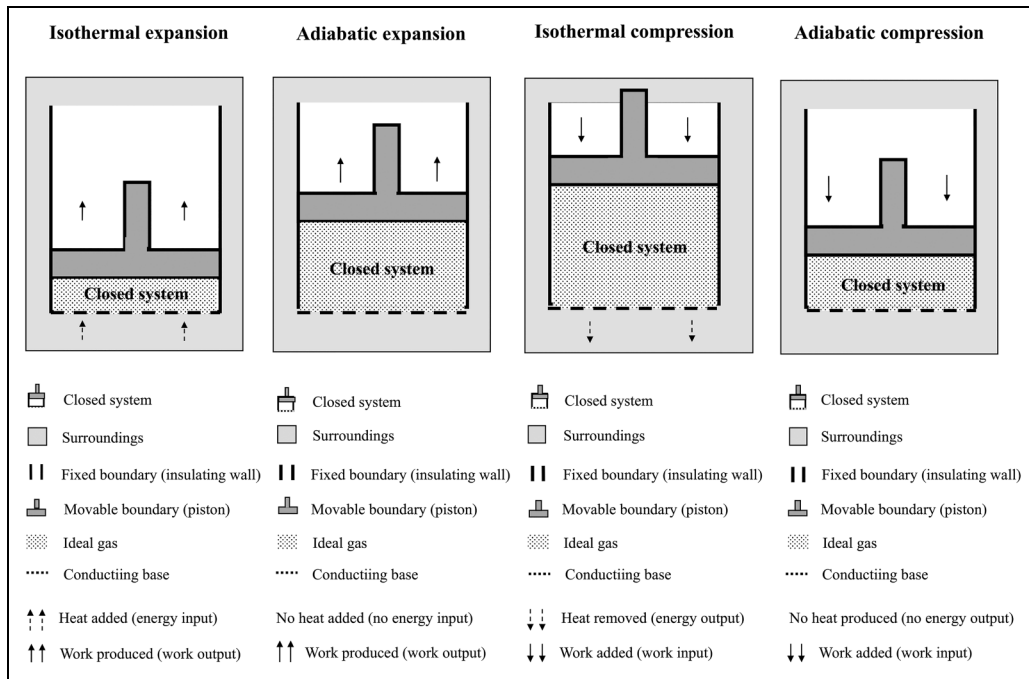 Isothermal expansion
Adiabatic expansion
Isothermal compression
Adiabatic compression
Closed system
Closed system
Closed system
Closed system
Closed system
Surroundings
Fixed boundary (insulating wall)
Movable boundary (piston)
Ideal gas
Conductiing base
Heat added (energy input)
Work produced (work output)
Closed system
Surroundings
Fixed boundary (insulating wall)
Movable boundary (piston)
Ideal gas
Conductiing base
No heat added (no energy input)
Work produced (work output)
Closed system
Surroundings
Fixed boundary (insulating wall)
Movable boundary (piston)
Ideal gas
Conductiing base
Heat removed (energy output)
Work added (work input)
Closed system
Surroundings
Fixed boundary (insulating wall)
Movable boundary (piston)
Ideal gas
Conductiing base
No heat produced (no energy output)
Work added (work input)